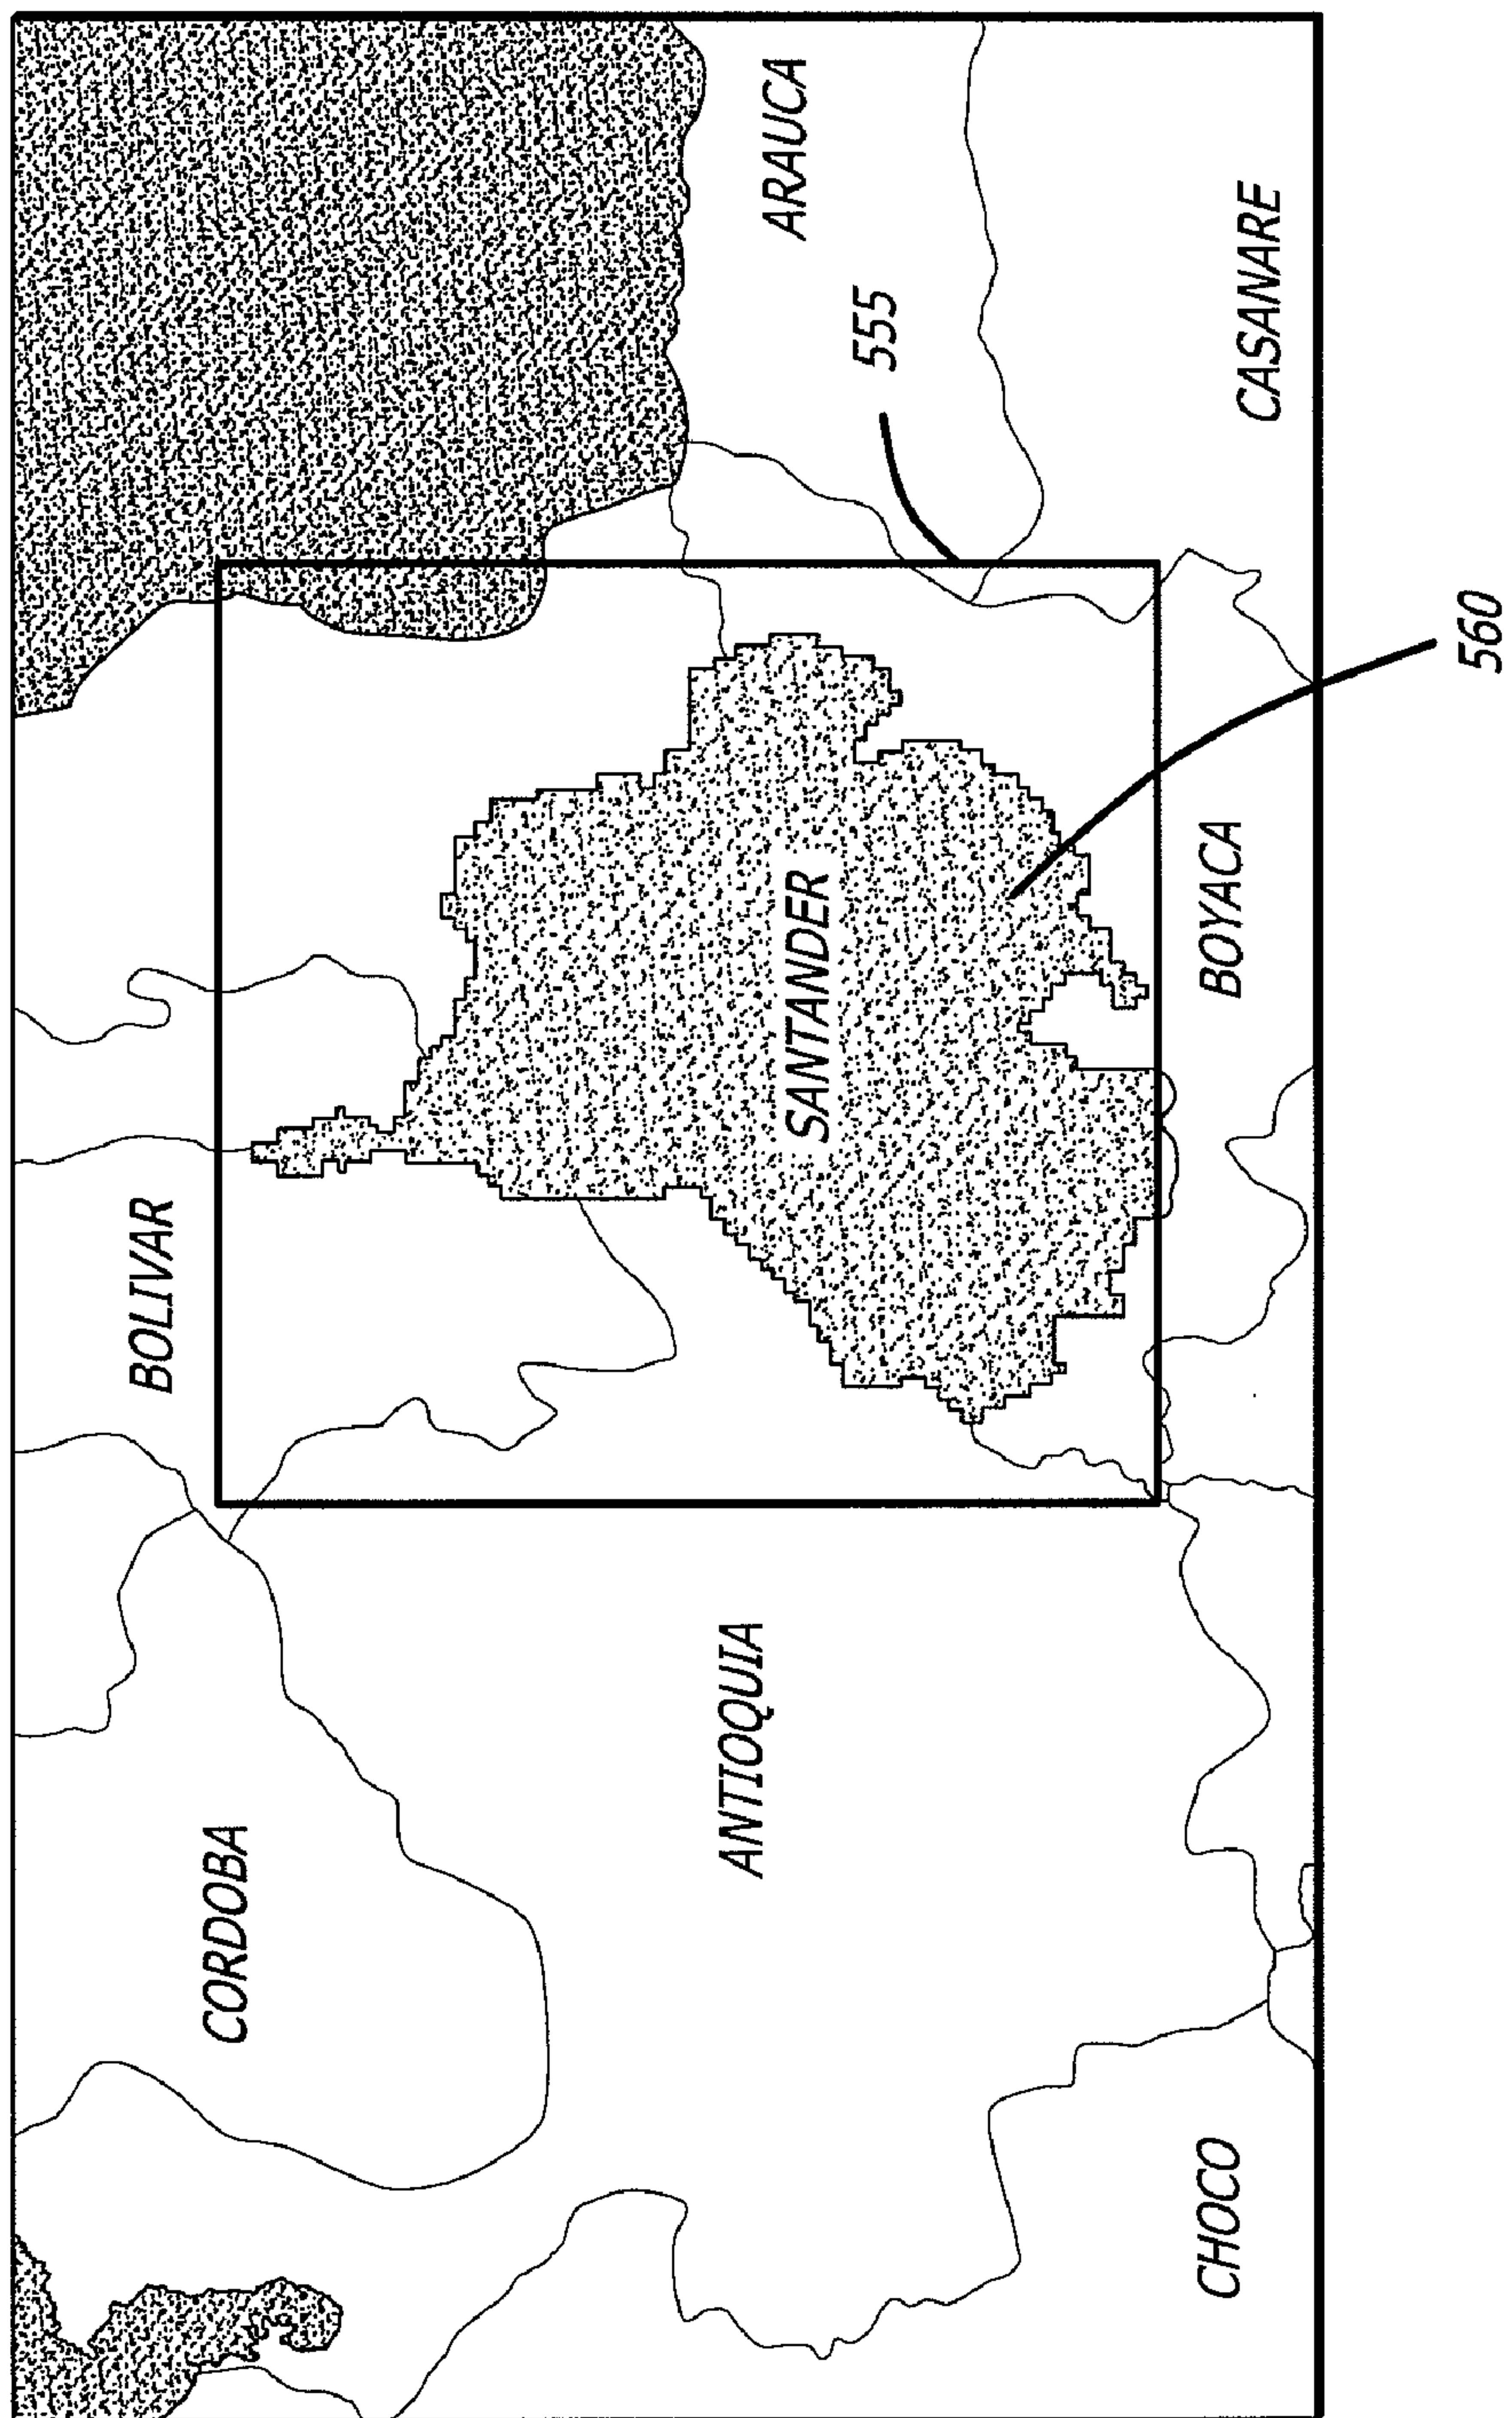 BOLIVAR
CORDOBA
ARAUCA
555
SANTANDER
ANTIOQUIA
CASANARE
BOYACA
CHOCO
560